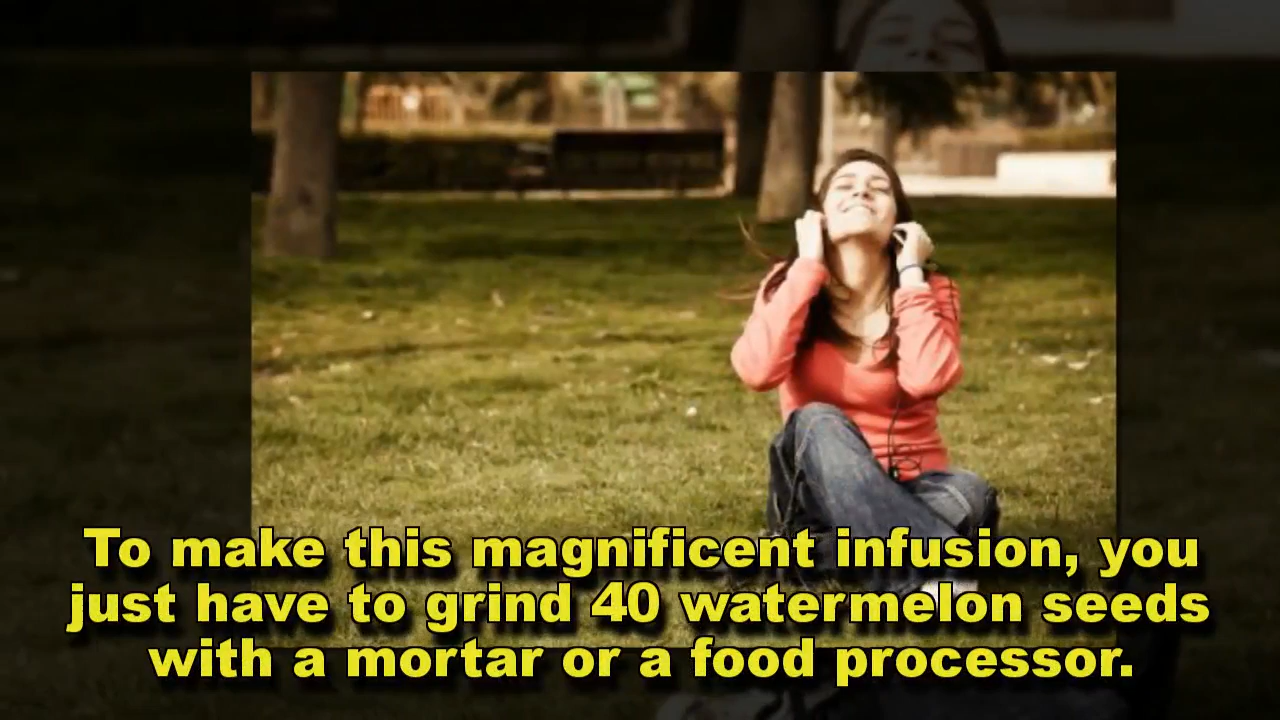 To make this magnificent infusion, you
just have to grind 40 watermelon seeds
with a mortar or a food processor.